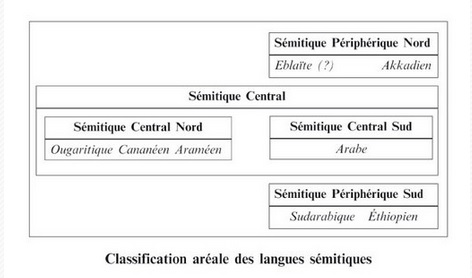 Sémitique Périphérique Nord
Eblaïte (?) Akkadien
Sémitique Central
Sémitique Central Nord
Ougaritique Cananéen Araméen
Sémitique Central Sud
Arabe
Sémitique Périphérique Sud
Sudarabique Éthiopien
Classification aréale des langues sémitiques